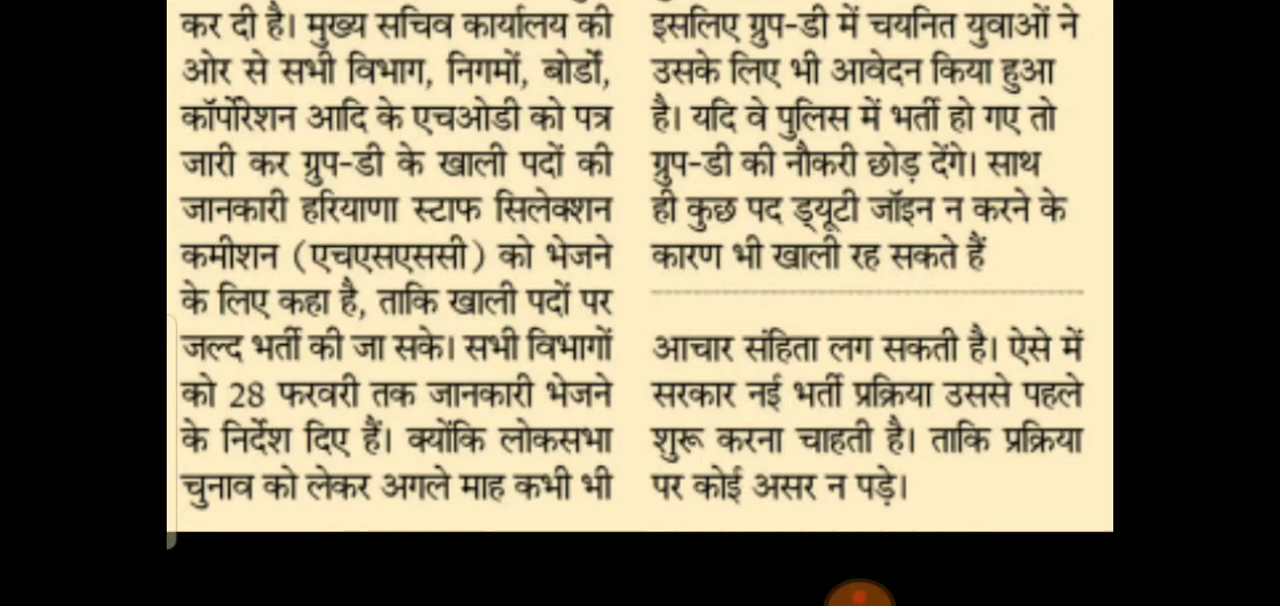 कर दी है। मुख्य सचिव कार्यालय की
ओर से सभी विभाग, निगमों, बोर्डों,
कॉर्पोरेशन आदि के एचओडी को पत्र
जारी कर ग्रुप-डी के खाली पदों की
जानकारी हरियाणा स्टाफ सिलेक्शन
कमीशन (एचएसएससी) को भेजने
के लिए कहा है, ताकि खाली पदों पर
जल्द भर्ती की जा सके। सभी विभागों
को 28 फरवरी तक जानकारी भेजने
के निर्देश दिए हैं। क्योंकि लोकसभा
चुनाव को लेकर अगले माह कभी भी
इसलिए ग्रुप-डी में चयनित युवाओं ने
उसके लिए भी आवेदन किया हुआ
है। यदि वे पुलिस में भर्ती हो गए तो
ग्रुप-डी की नौकरी छोड़ देंगे। साथ
ही कुछ पद ड्यूटी जॉइन न करने के
कारण भी खाली रह सकते हैं
आचार संहिता लग सकती है। ऐसे में
सरकार नई भर्ती प्रक्रिया उससे पहले
शुरू करना चाहती है। ताकि प्रक्रिया
पर कोई असर न पड़े।